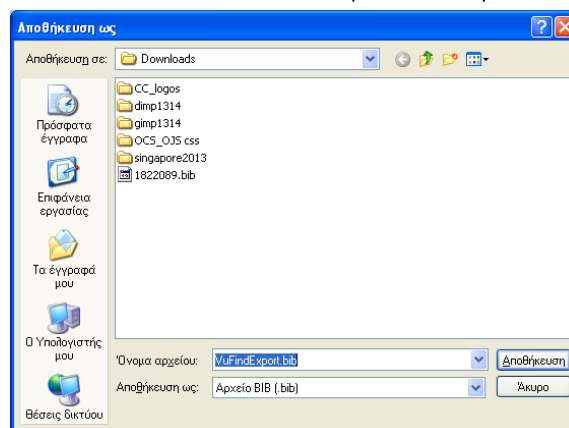 Αποθήκευση ως
Αποθήκευση σε:
Downloads
Πρόσφατα
έγγραφα
Επιφάνεια
εργασίας
Τα έγγραφά
μου
Ο Υπολογιστής
μου
Θέσεις δικτύου
CC_logos
dimp1314
gimp1314
OCS_OJS css
singapore2013
1822089.bib
Όνομα αρχείου:
VuFindExport.bib
Αποθήκευση
Αποθήκευση ως:
Αρχείο BIB (.bib)
Άκυρο